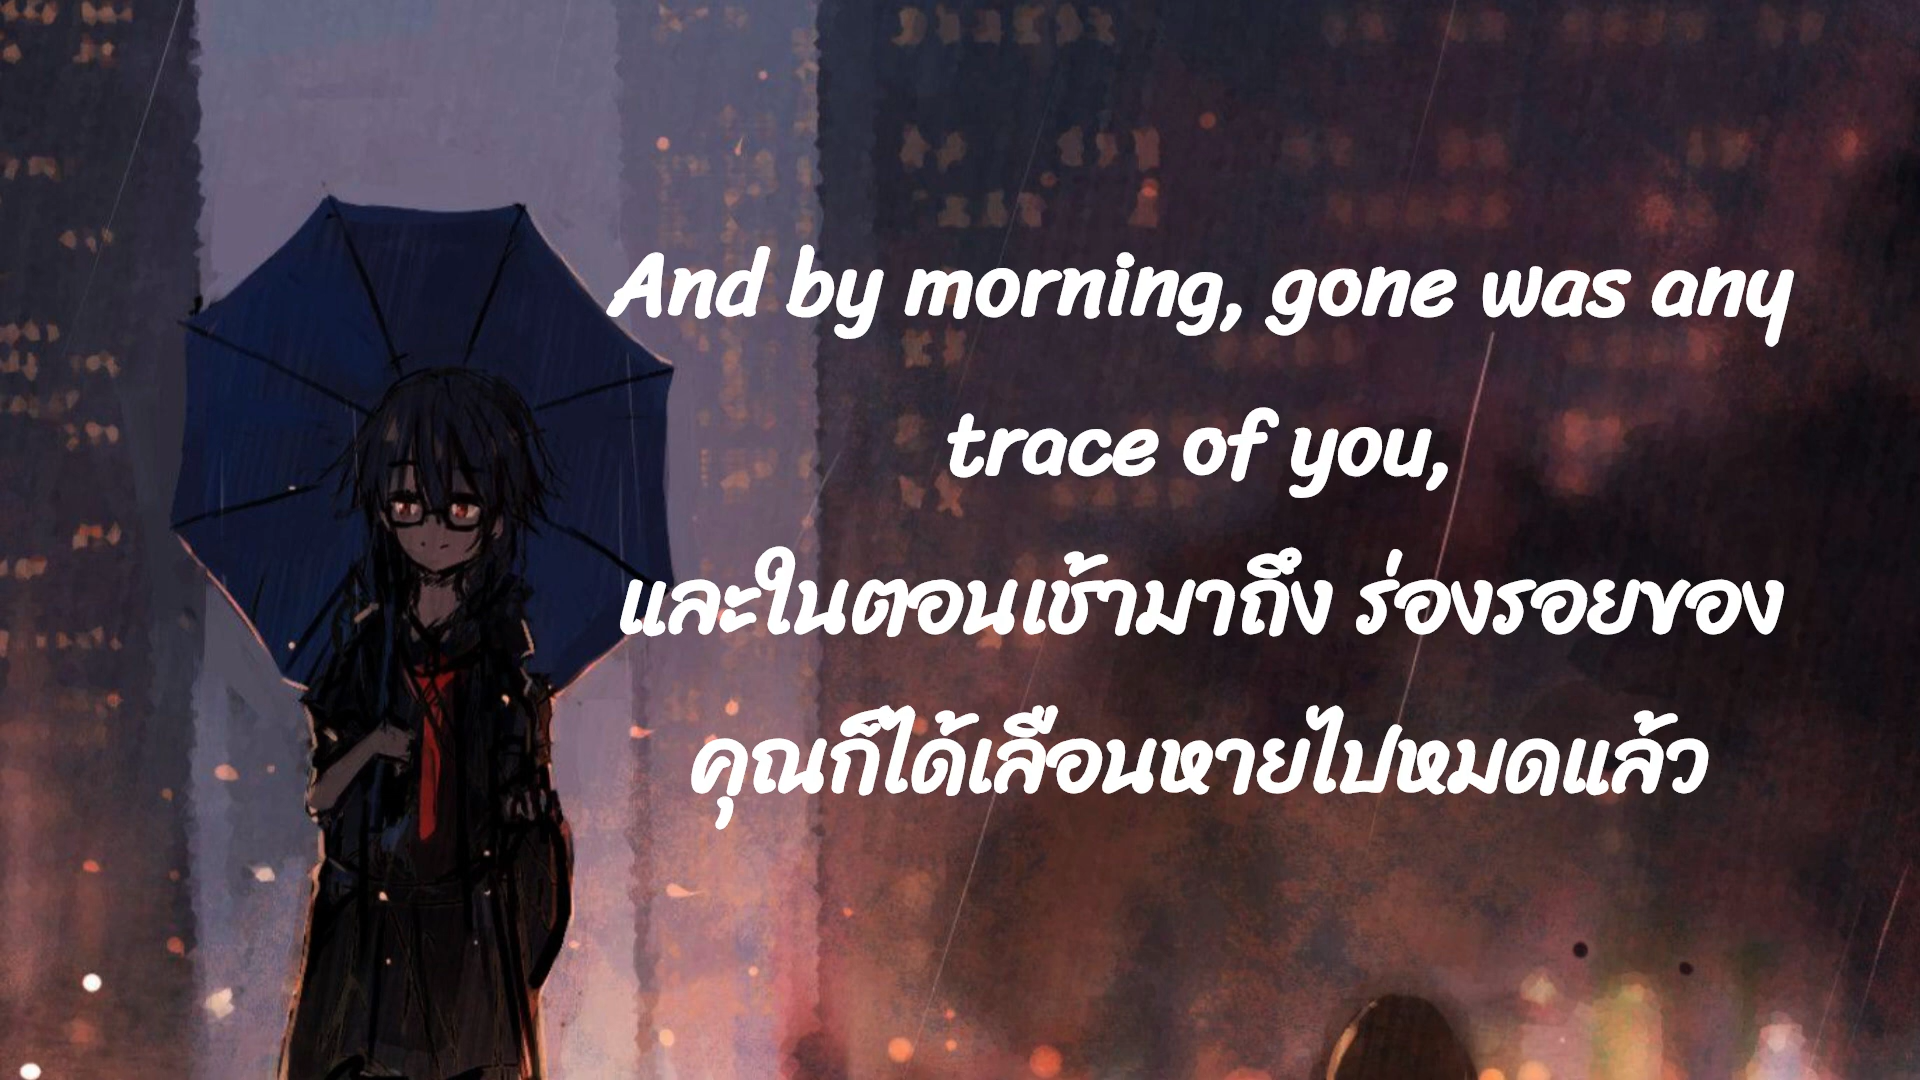 And by morning, gone was any
trace of you,
และในตอนเช้ามาถึง ร่องรอยของ
คุณก็ได้เลือนหายไปหมดแล้ว